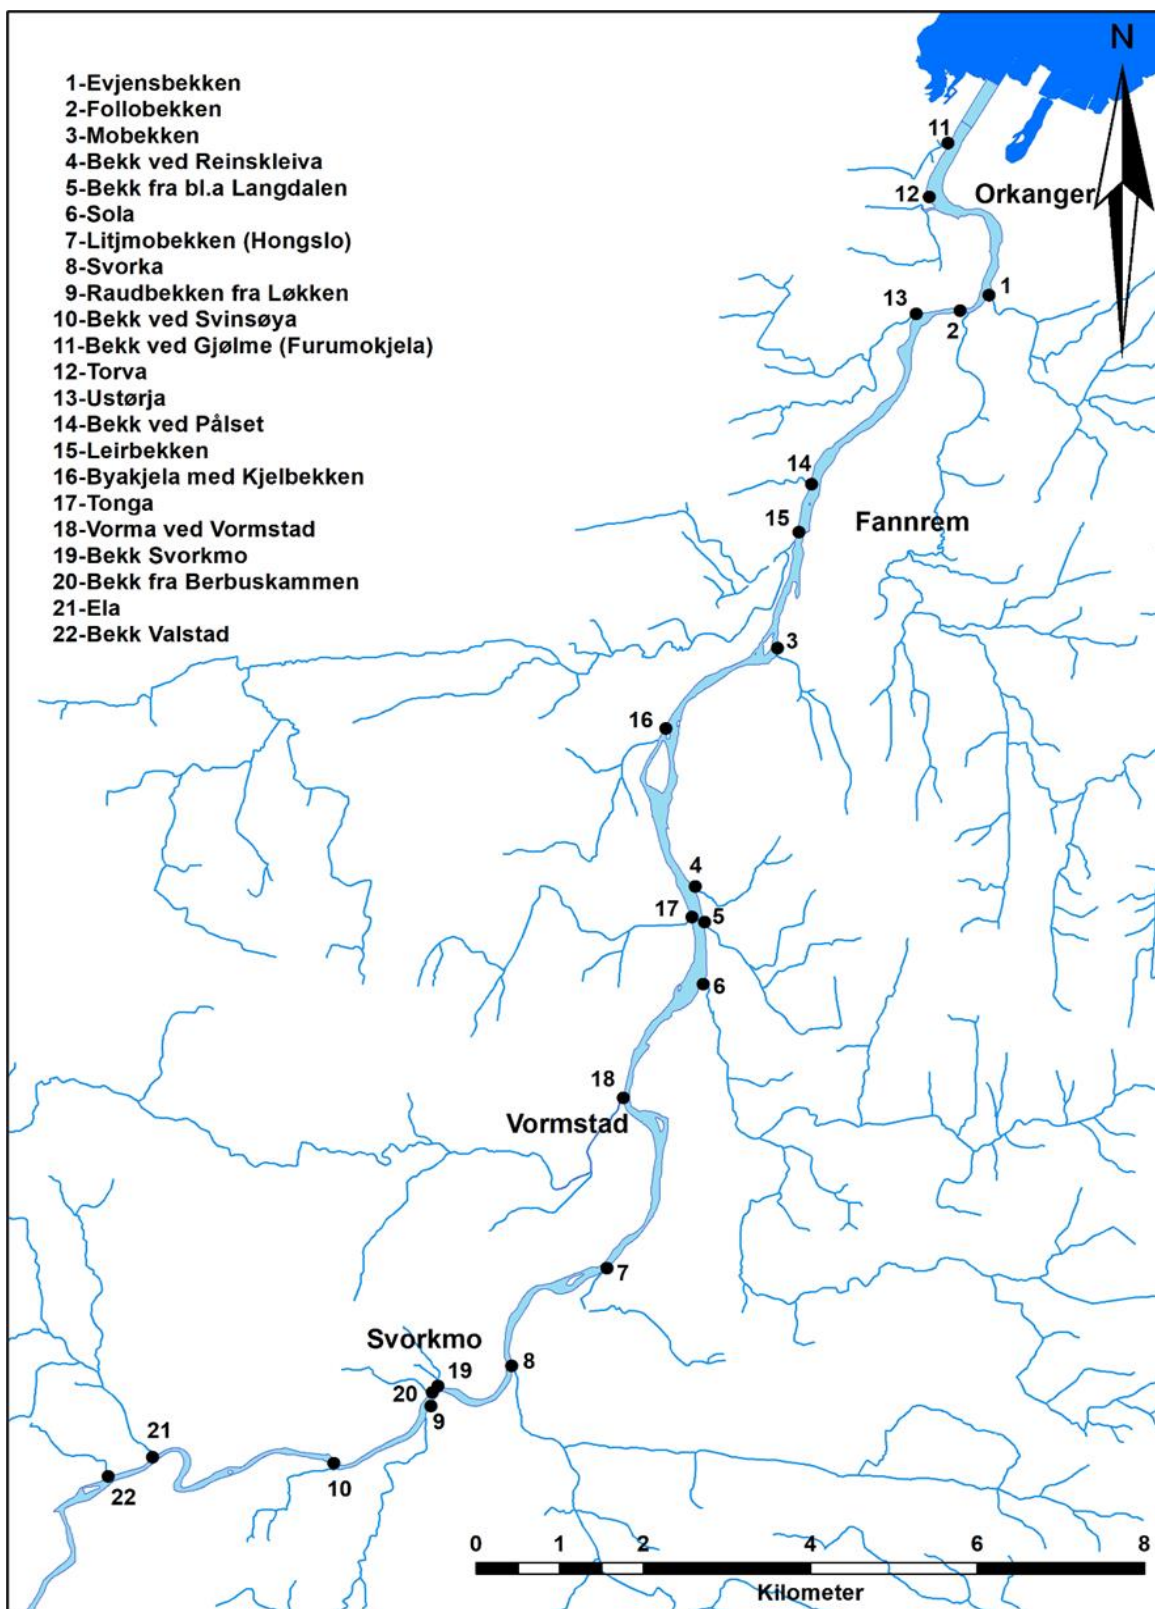 N
1-Evjensbekken
2-Follobekken
3-Mobekken
4-Bekk ved Reinskleiva
5-Bekk fra bl.a Langdalen
6-Sola
7-Litjmobekken (Hongslo)
8-Svorka
9-Raudbekken fra Løkken
10-Bekk ved Svinsøya
11-Bekk ved Gjølme (Furumokjela)
12-Torva
13-Ustørja
14-Bekk ved Pålset
15-Leirbekken
16-Byakjela med Kjelbekken
17-Tonga
18-Vorma ved Vormstad
19-Bekk Svorkmo
20-Bekk fra Berbuskammen
21-Ela
22-Bekk Valstad
11
12
Orkanger
1
13
2
14
15
Fannrem
3
16
4
17
5
6
18
Vormstad
7
Svorkmo
8
19
20
9
21
10
22
0 1 2 4 6 8
Kilometer